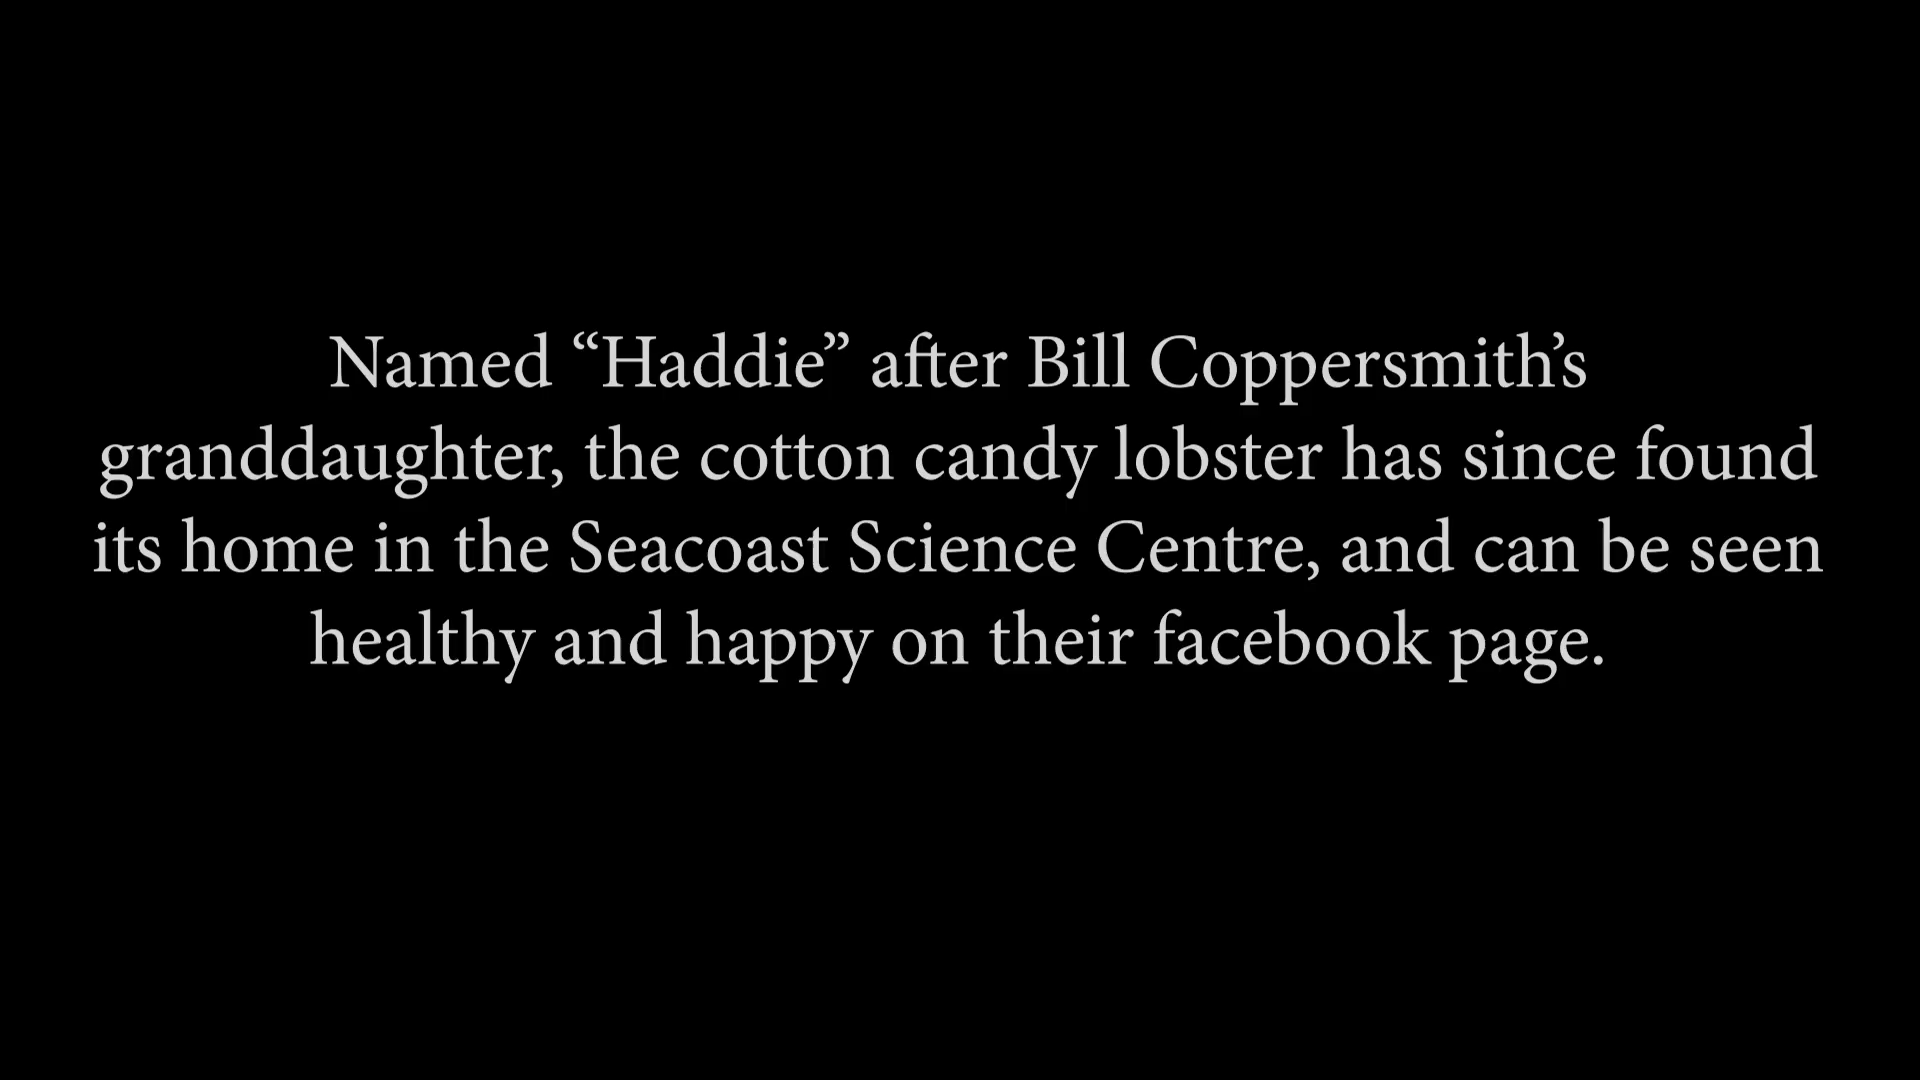 Named “Haddie” after Bill Coppersmith’s
granddaughter, the cotton candy lobster has since found
its home in the Seacoast Science Centre, and can be seen
healthy and happy on their facebook page.